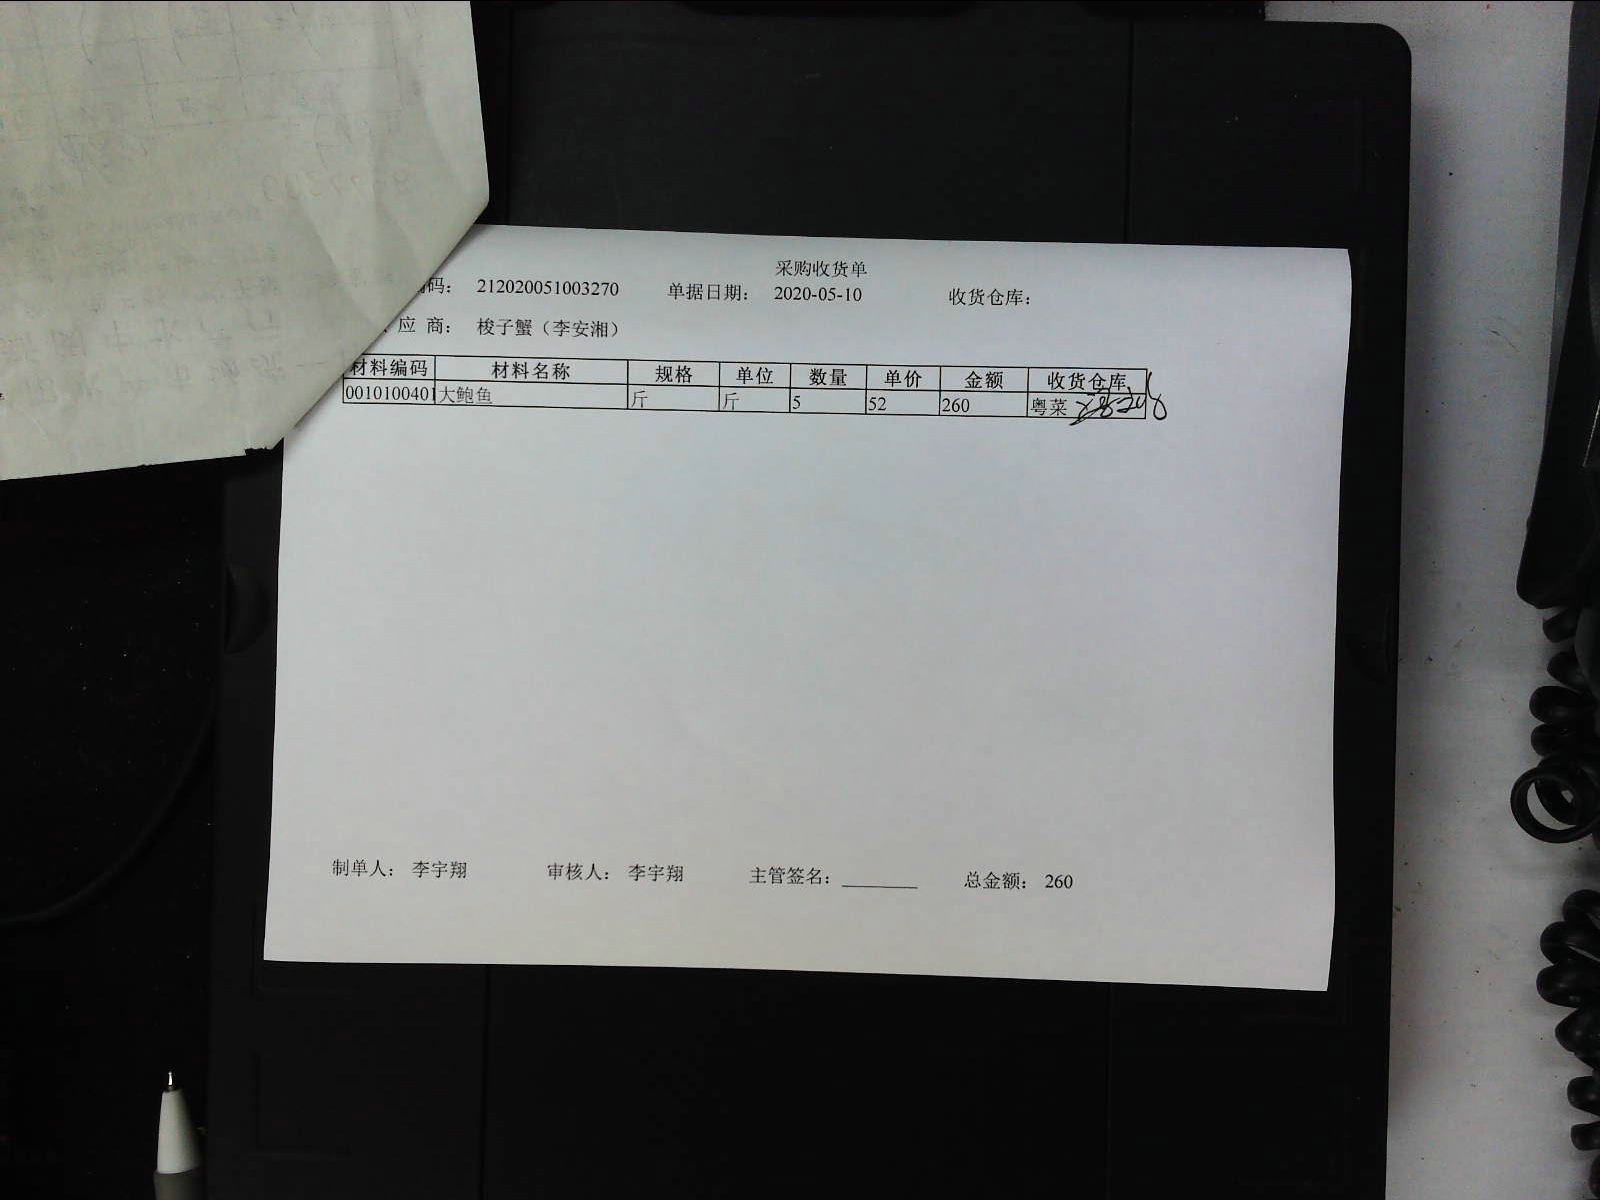 采购收货单
码： 212020051003270 单据日期： 2020-05-10 收货仓库：
应 商： 梭子蟹（李安湘）
材料编码 材料名称 规格 单位 数量 单价 金额 收货仓库
0010100401 大鲍鱼 斤 斤 5 52 260 粤菜
制单人： 李宇翔 审核人： 李宇翔 主管签名： 总金额： 260